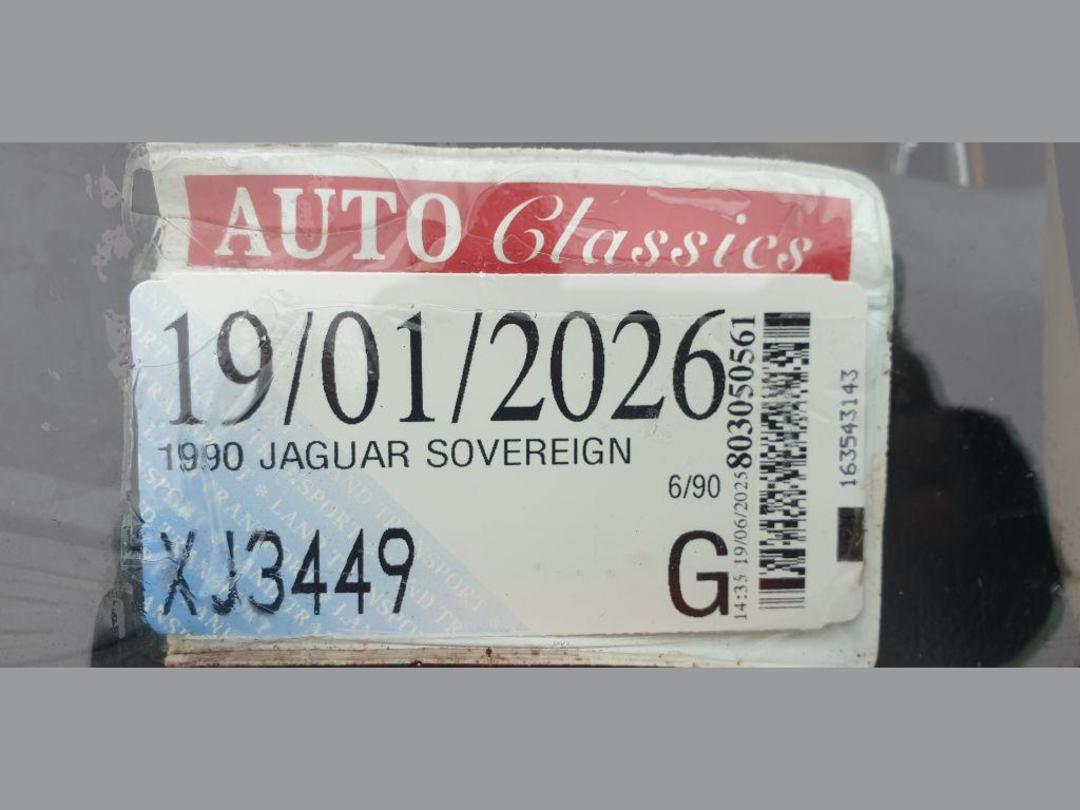 AUTO Classics
19/01/2026
1990 JAGUAR SOVEREIGN
6/90
XJ3449
G
14:35 19/06/2025 803050561
163543143